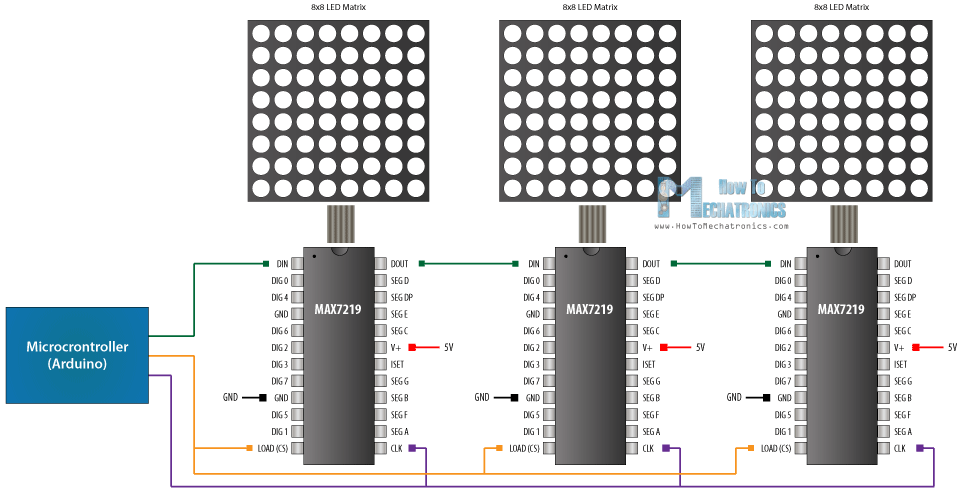 8x8 LED Matrix
8x8 LED Matrix
8x8 LED Matrix
How To
MECHATRONICS
www.HowToMechatronics.com
Microcrontroller
(Arduino)
DIN
DIG 0
DIG 4
GND
DIG 6
DIG 2
DIG 3
DIG 7
GND GND
DIG 5
DIG 1
LOAD (CS)
MAX7219
DOUT
SEG D
SEG DP
SEG E
SEG C
V+ 5V
ISET
SEG G
SEG B
SEG F
SEG A
CLK
DIN
DIG 0
DIG 4
GND
DIG 6
DIG 2
DIG 3
DIG 7
GND GND
DIG 5
DIG 1
LOAD (CS)
MAX7219
DOUT
SEG D
SEG DP
SEG E
SEG C
V+ 5V
ISET
SEG G
SEG B
SEG F
SEG A
CLK
DIN
DIG 0
DIG 4
GND
DIG 6
DIG 2
DIG 3
DIG 7
GND GND
DIG 5
DIG 1
LOAD (CS)
MAX7219
DOUT
SEG D
SEG DP
SEG E
SEG C
V+ 5V
ISET
SEG G
SEG B
SEG F
SEG A
CLK